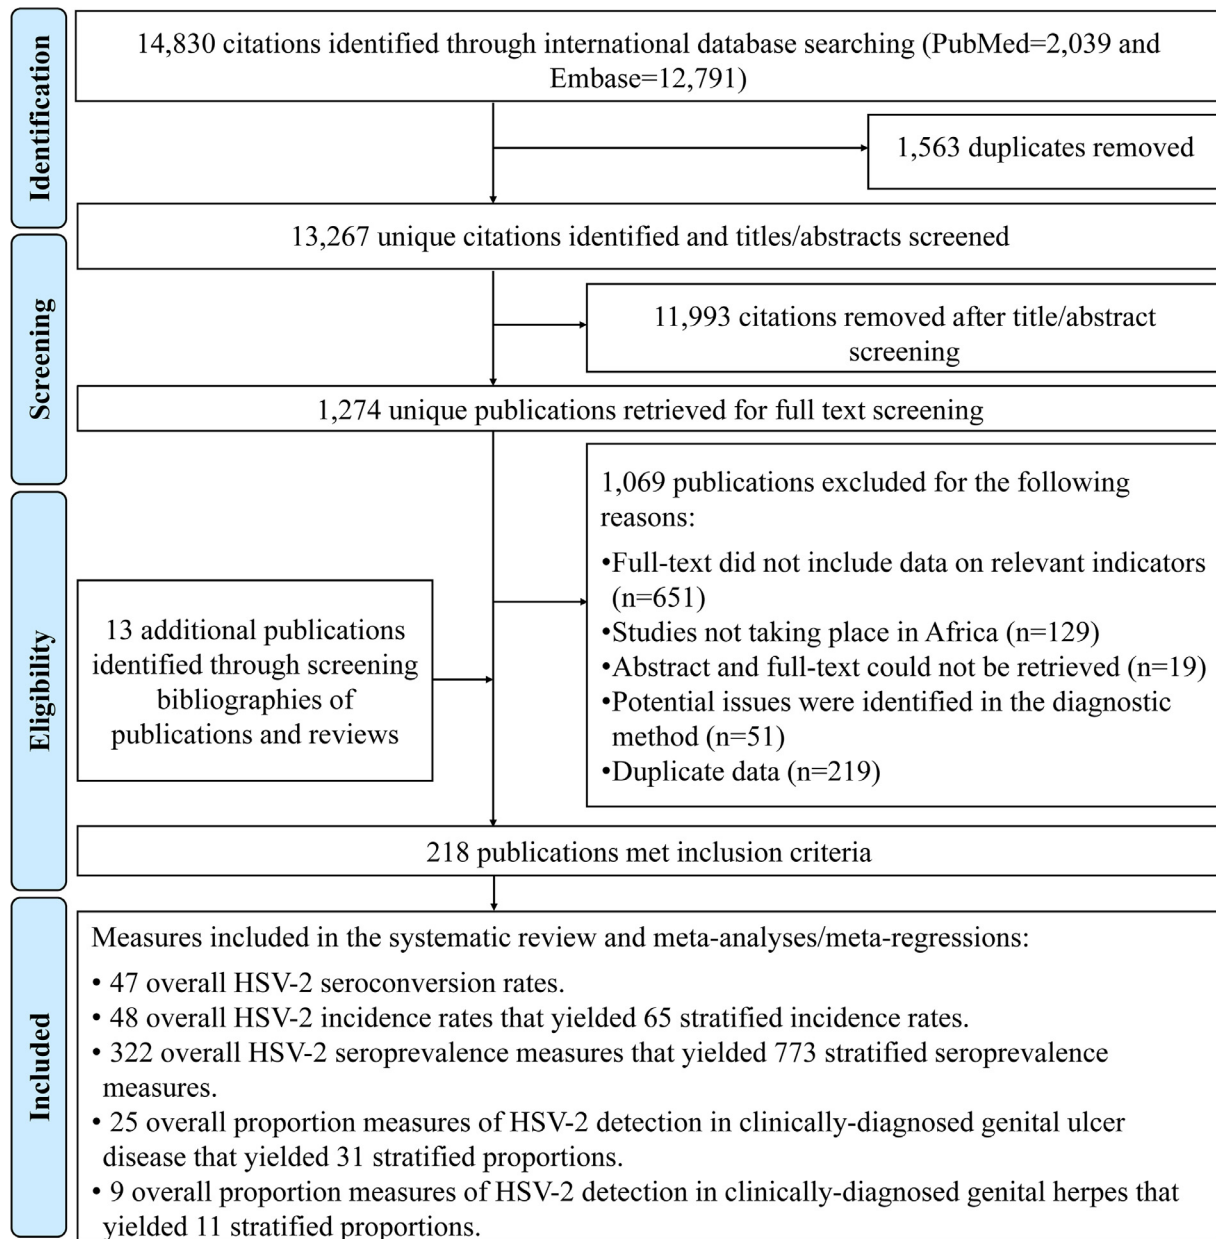 Identification
14,830 citations identified through international database searching (PubMed=2,039 and
Embase=12,791)
1,563 duplicates removed
13,267 unique citations identified and titles/abstracts screened
Screening
11,993 citations removed after title/abstract
screening
1,274 unique publications retrieved for full text screening
Eligibility
1,069 publications excluded for the following
reasons:
•Full-text did not include data on relevant indicators
(n=651)
•Studies not taking place in Africa (n=129)
•Abstract and full-text could not be retrieved (n=19)
•Potential issues were identified in the diagnostic
method (n=51)
•Duplicate data (n=219)
13 additional publications
identified through screening
bibliographies of
publications and reviews
218 publications met inclusion criteria
Included
Measures included in the systematic review and meta-analyses/meta-regressions:
• 47 overall HSV-2 seroconversion rates.
• 48 overall HSV-2 incidence rates that yielded 65 stratified incidence rates.
• 322 overall HSV-2 seroprevalence measures that yielded 773 stratified seroprevalence
measures.
• 25 overall proportion measures of HSV-2 detection in clinically-diagnosed genital ulcer
disease that yielded 31 stratified proportions.
• 9 overall proportion measures of HSV-2 detection in clinically-diagnosed genital herpes that
yielded 11 stratified proportions.